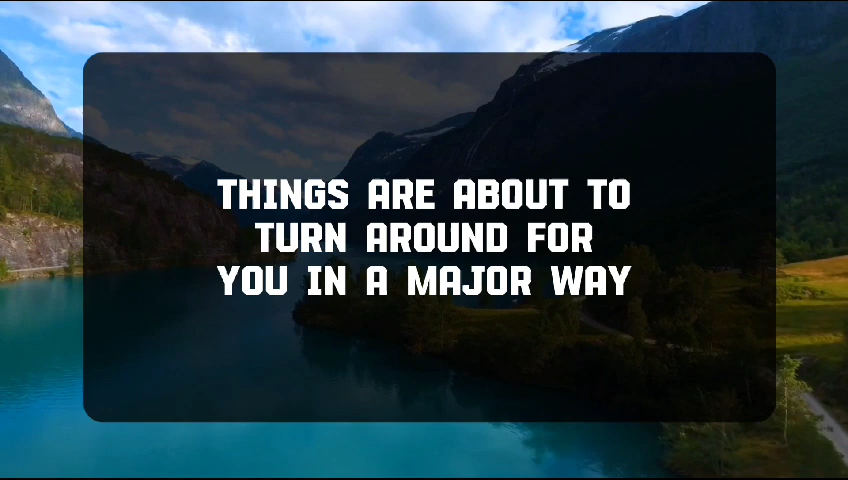 THINGS ARE ABOUT TO
TURN AROUND FOR
YOU IN A MAJOR WAY